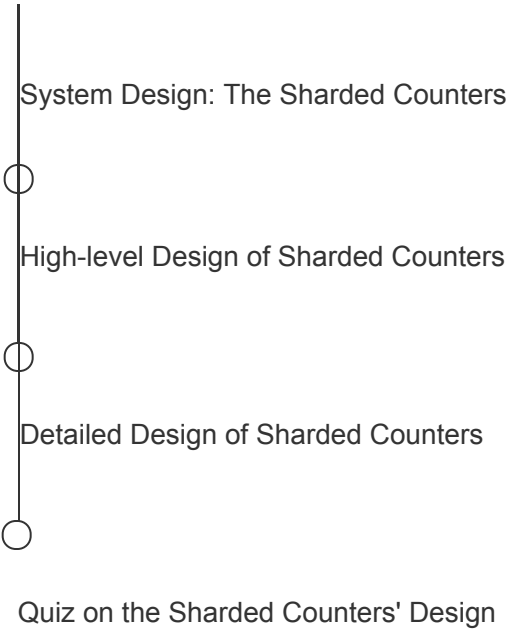 System Design: The Sharded Counters
High-level Design of Sharded Counters
Detailed Design of Sharded Counters
Quiz on the Sharded Counters' Design